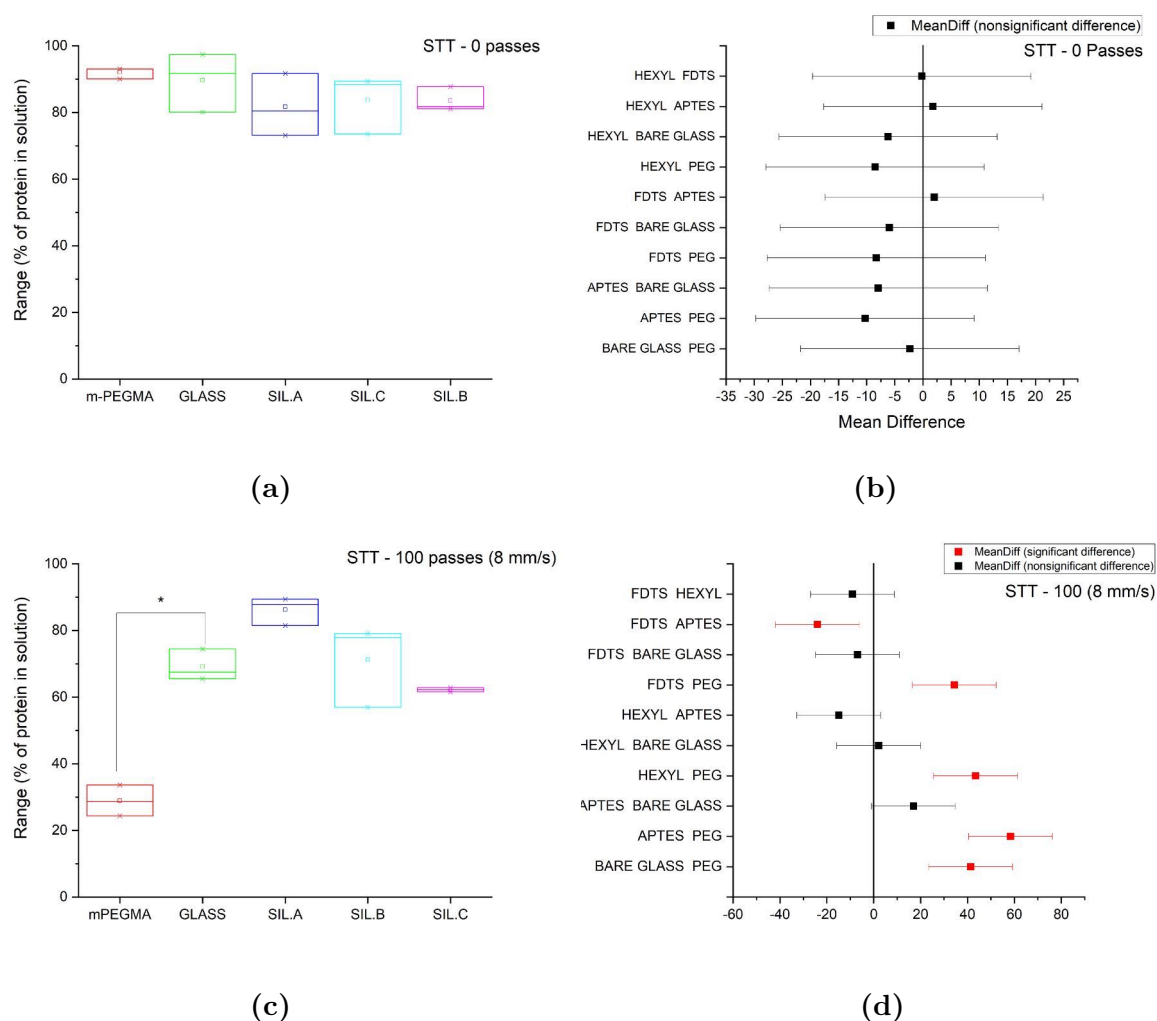 STT - 0 passes
Range (% of protein in solution)
100
80
60
40
20
0
m-PEGMA GLASS SIL.A SIL.C SIL.B
(a)
MeanDiff (nonsignificant difference)
STT - 0 Passes
HEXYL FDTS
HEXYL APTES
HEXYL BARE GLASS
HEXYL PEG
FDTS APTES
FDTS BARE GLASS
FDTS PEG
APTES BARE GLASS
APTES PEG
BARE GLASS PEG
-35 -30 -25 -20 -15 -10 -5 0 5 10 15 20 25
Mean Difference
(b)
STT - 100 passes (8 mm/s)
Range (% of protein in solution)
100
80
60
40
20
0
*
mPEGMA GLASS SIL.A SIL.B SIL.C
(c)
MeanDiff (significant difference)
MeanDiff (nonsignificant difference)
STT - 100 (8 mm/s)
FDTS HEXYL
FDTS APTES
FDTS BARE GLASS
FDTS PEG
HEXYL APTES
HEXYL BARE GLASS
HEXYL PEG
APTES BARE GLASS
APTES PEG
BARE GLASS PEG
-60 -40 -20 0 20 40 60 80
(d)